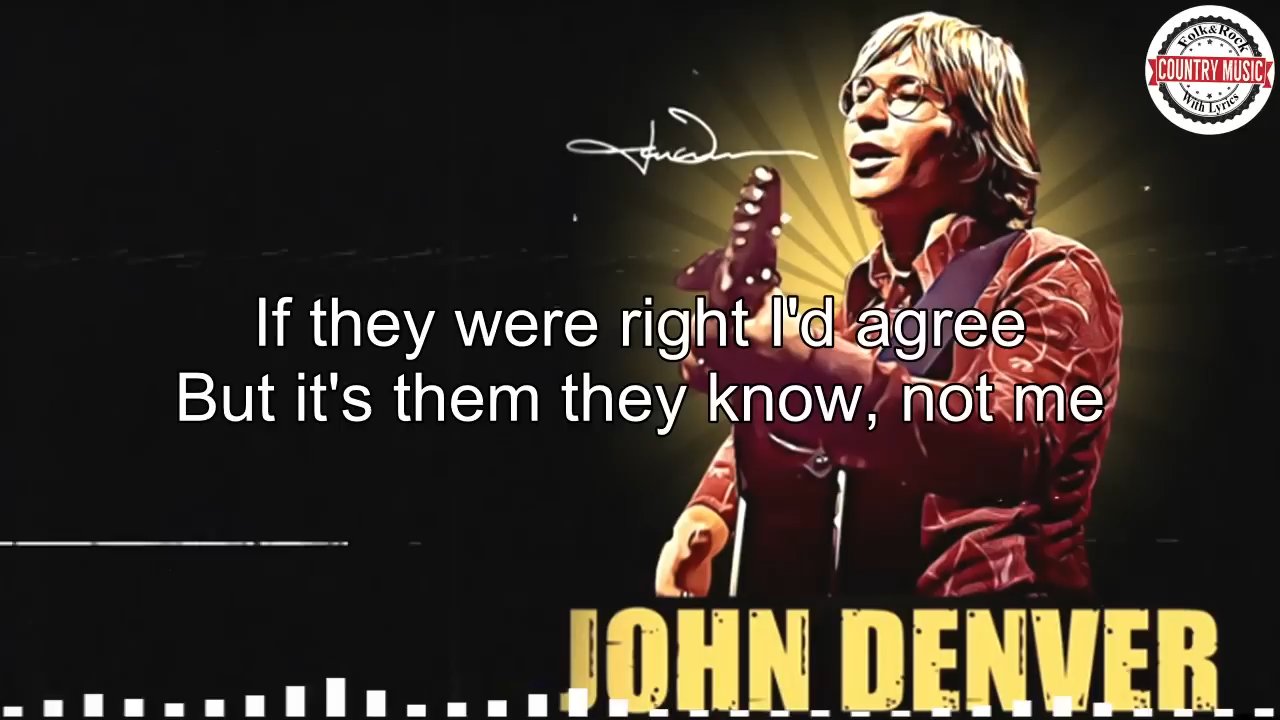 Folk&Rock
COUNTRY MUSIC
With Lyrics
If they were right I'd agree
But it's them they know, not me
JOHN DENVER